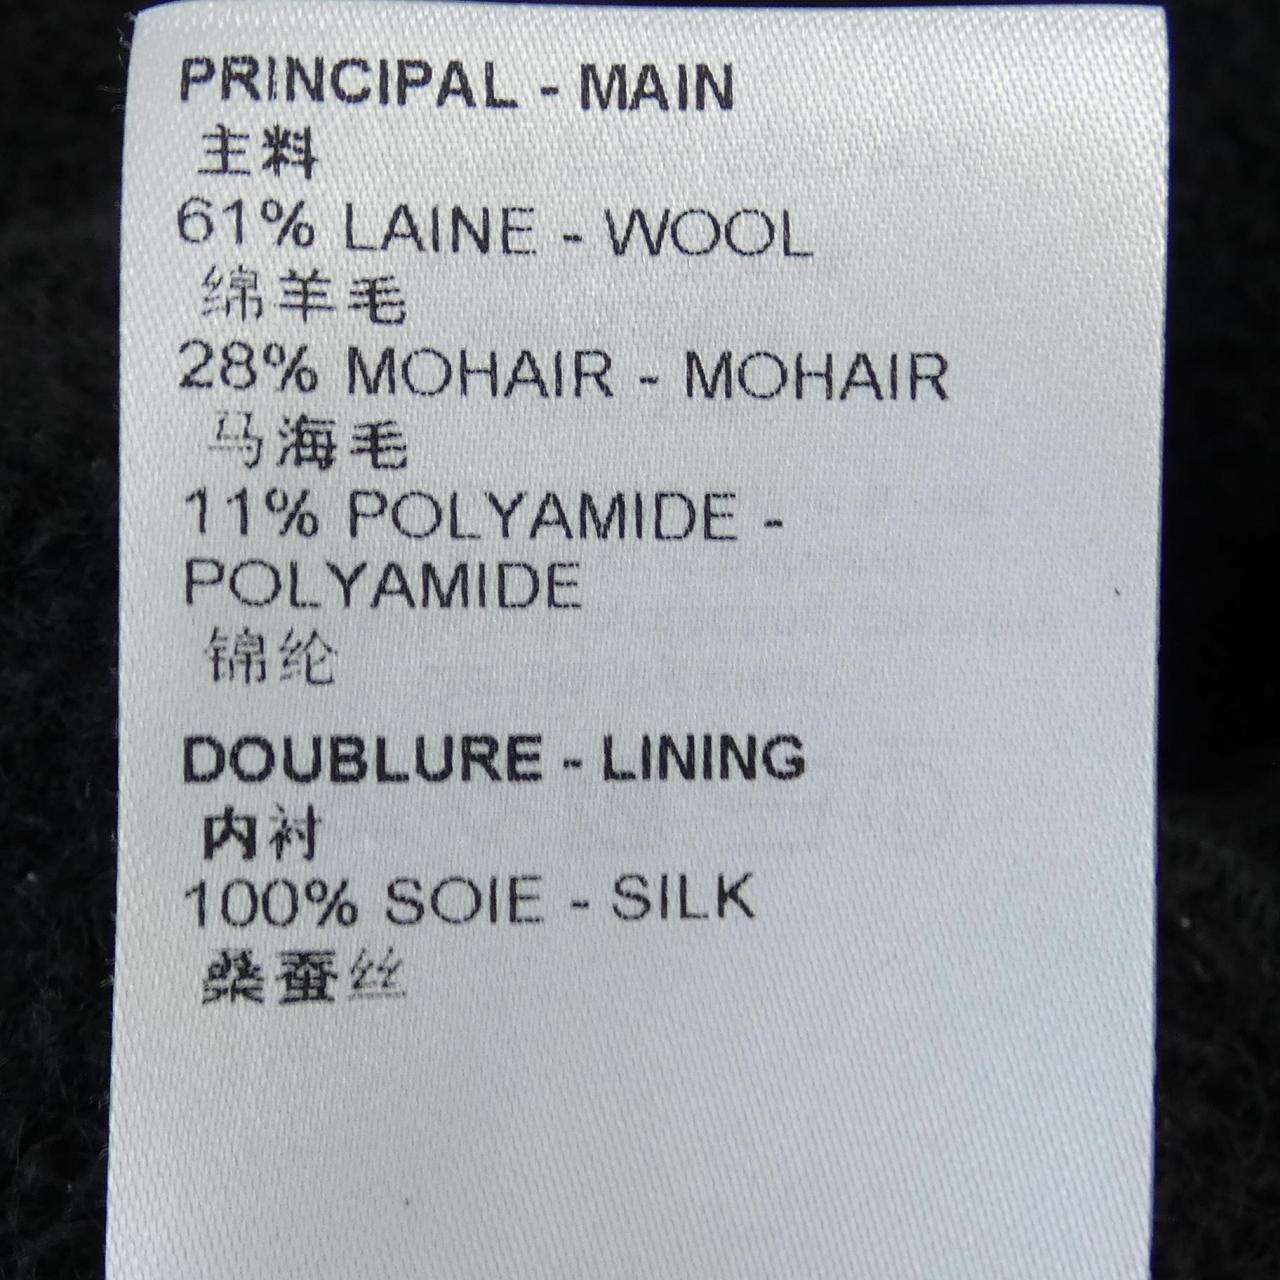 PRINCIPAL - MAIN
主料
61% LAINE - WOOL
绵羊毛
28% MOHAIR - MOHAIR
马海毛
11% POLYAMIDE -
POLYAMIDE
锦纶
DOUBLURE - LINING
内衬
100% SOIE - SILK
桑蚕丝